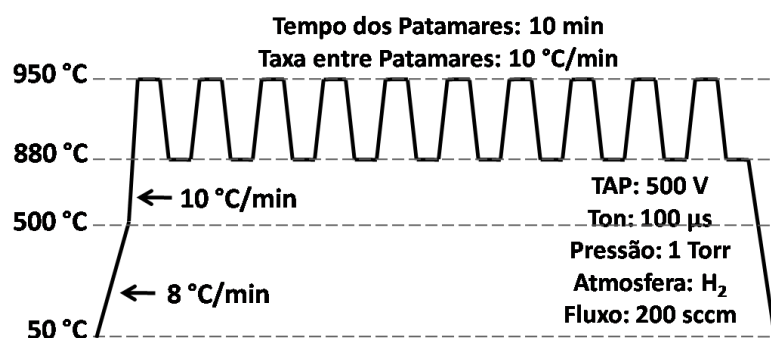 Tempo dos Patamares: 10 min
Taxa entre Patamares: 10 °C/min
950 °C
880 °C
10 °C/min
500 °C
8 °C/min
50 °C
TAP: 500 V
Ton: 100 µs
Pressão: 1 Torr
Atmosfera: H₂
Fluxo: 200 sccm